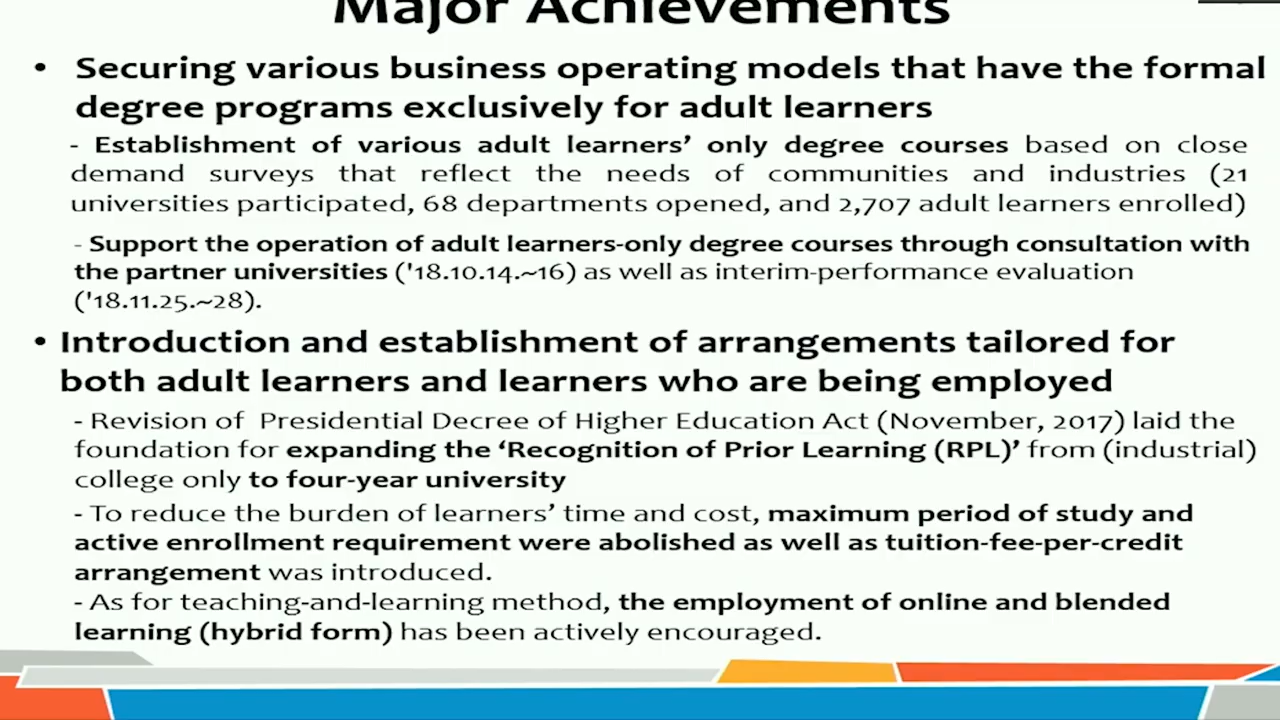 Major Achievements
• Securing various business operating models that have the formal
degree programs exclusively for adult learners
- Establishment of various adult learners’ only degree courses based on close
demand surveys that reflect the needs of communities and industries (21
universities participated, 68 departments opened, and 2,707 adult learners enrolled)
- Support the operation of adult learners-only degree courses through consultation with
the partner universities ('18.10.14.~16) as well as interim-performance evaluation
('18.11.25.~28).
• Introduction and establishment of arrangements tailored for
both adult learners and learners who are being employed
- Revision of Presidential Decree of Higher Education Act (November, 2017) laid the
foundation for expanding the ‘Recognition of Prior Learning (RPL)’ from (industrial)
college only to four-year university
- To reduce the burden of learners’ time and cost, maximum period of study and
active enrollment requirement were abolished as well as tuition-fee-per-credit
arrangement was introduced.
- As for teaching-and-learning method, the employment of online and blended
learning (hybrid form) has been actively encouraged.